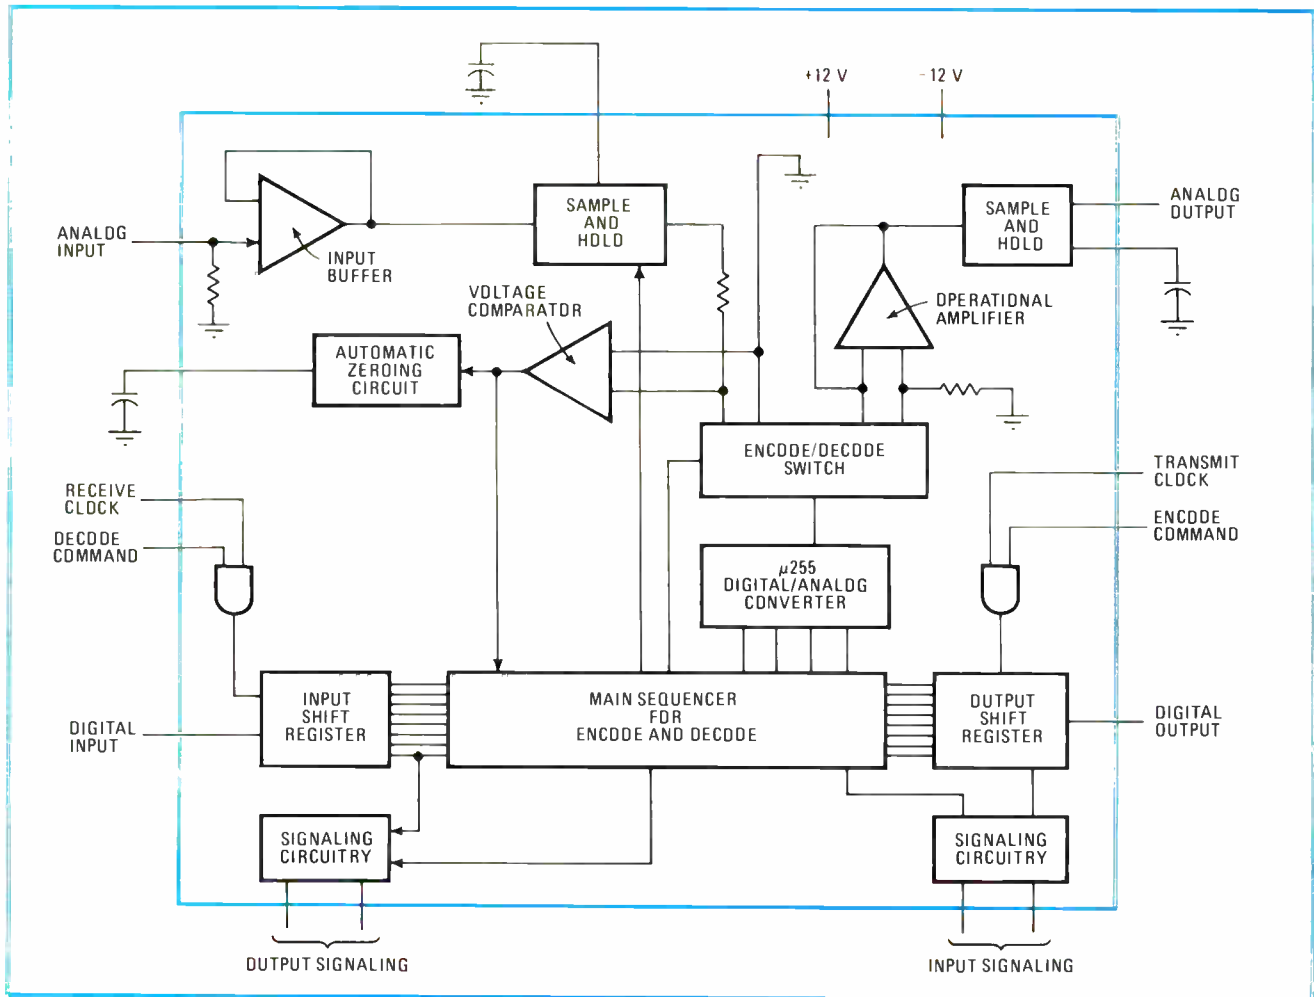 +12 V
-12 V
ANALOG
INPUT
INPUT
BUFFER
SAMPLE
AND
HOLD
SAMPLE
AND
HOLD
ANALOG
OUTPUT
VOLTAGE
COMPARATOR
OPERATIONAL
AMPLIFIER
AUTOMATIC
ZEROING
CIRCUIT
ENCODE/DECODE
SWITCH
RECEIVE
CLOCK
DECODE
COMMAND
TRANSMIT
CLOCK
ENCODE
COMMAND
µ255
DIGITAL/ANALOG
CONVERTER
DIGITAL
INPUT
INPUT
SHIFT
REGISTER
MAIN SEQUENCER
FOR
ENCODE AND DECODE
OUTPUT
SHIFT
REGISTER
DIGITAL
OUTPUT
SIGNALING
CIRCUITRY
SIGNALING
CIRCUITRY
OUTPUT SIGNALING
INPUT SIGNALING